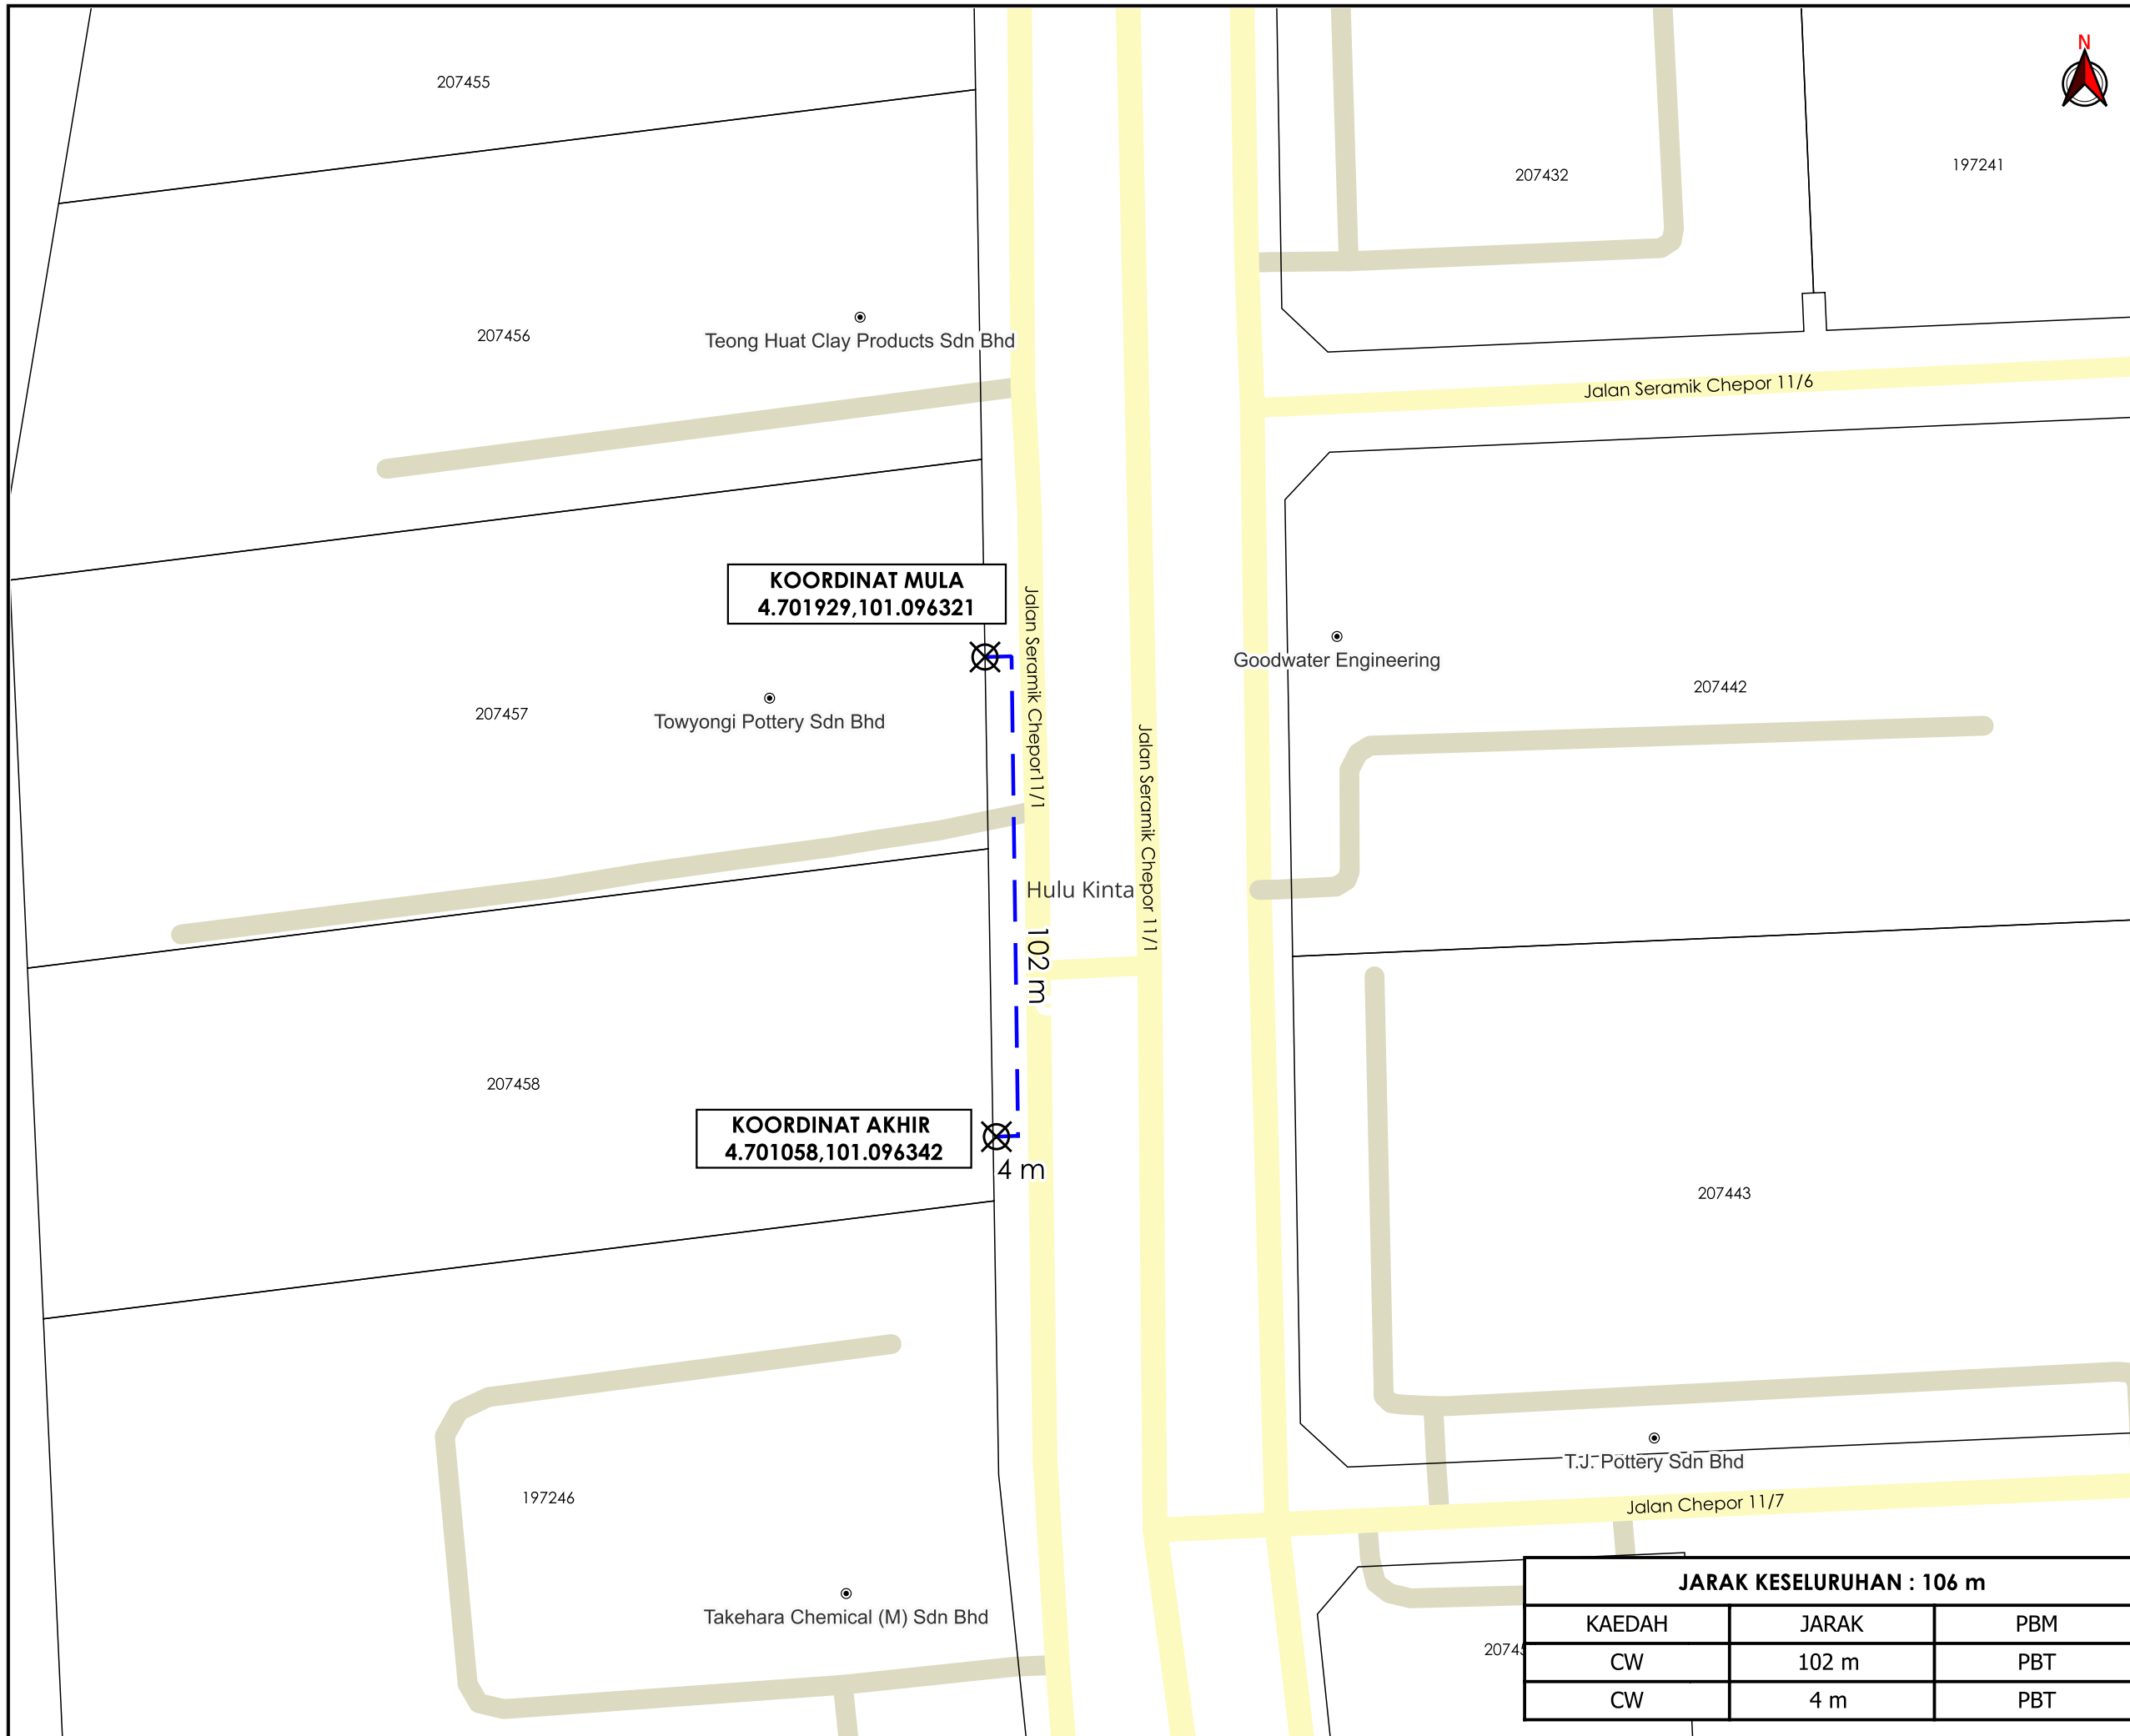 N
207455
207432
197241
207456
Teong Huat Clay Products Sdn Bhd
Jalan Seramik Chepor 11/6
KOORDINAT MULA
4.701929,101.096321
Jalan Seramik Chepor11/1
Goodwater Engineering
207442
207457
Towyongi Pottery Sdn Bhd
Jalan Seramik Chepor 11/1
Hulu Kinta
102 m
207458
KOORDINAT AKHIR
4.701058,101.096342
4 m
207443
T.J. Pottery Sdn Bhd
197246
Jalan Chepor 11/7
Takehara Chemical (M) Sdn Bhd
JARAK KESELURUHAN : 106 m
KAEDAH JARAK PBM
CW 102 m PBT
CW 4 m PBT